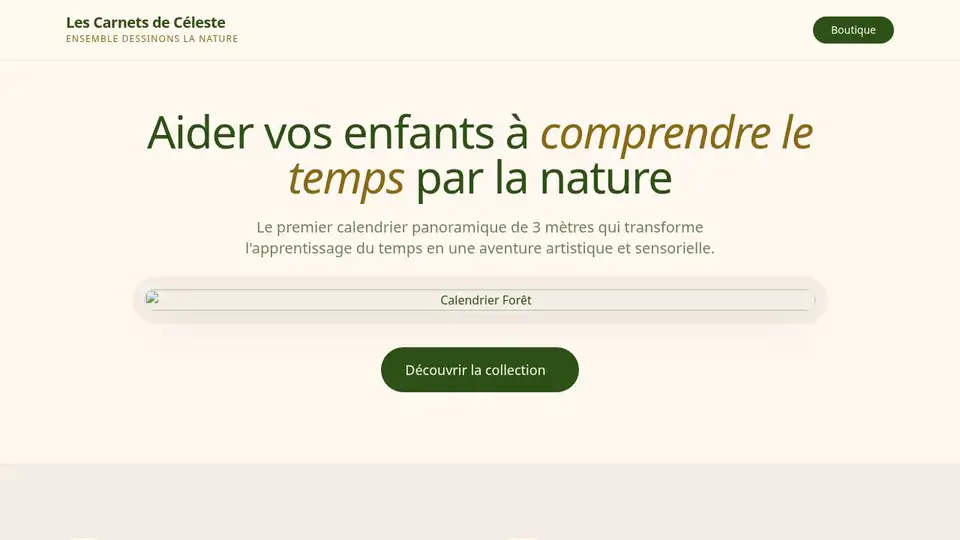 Les Carnets de Céleste
ENSEMBLE DESSINONS LA NATURE
Boutique
Aider vos enfants à comprendre le
temps par la nature
Le premier calendrier panoramique de 3 mètres qui transforme
l'apprentissage du temps en une aventure artistique et sensorielle.
Calendrier Forêt
Découvrir la collection